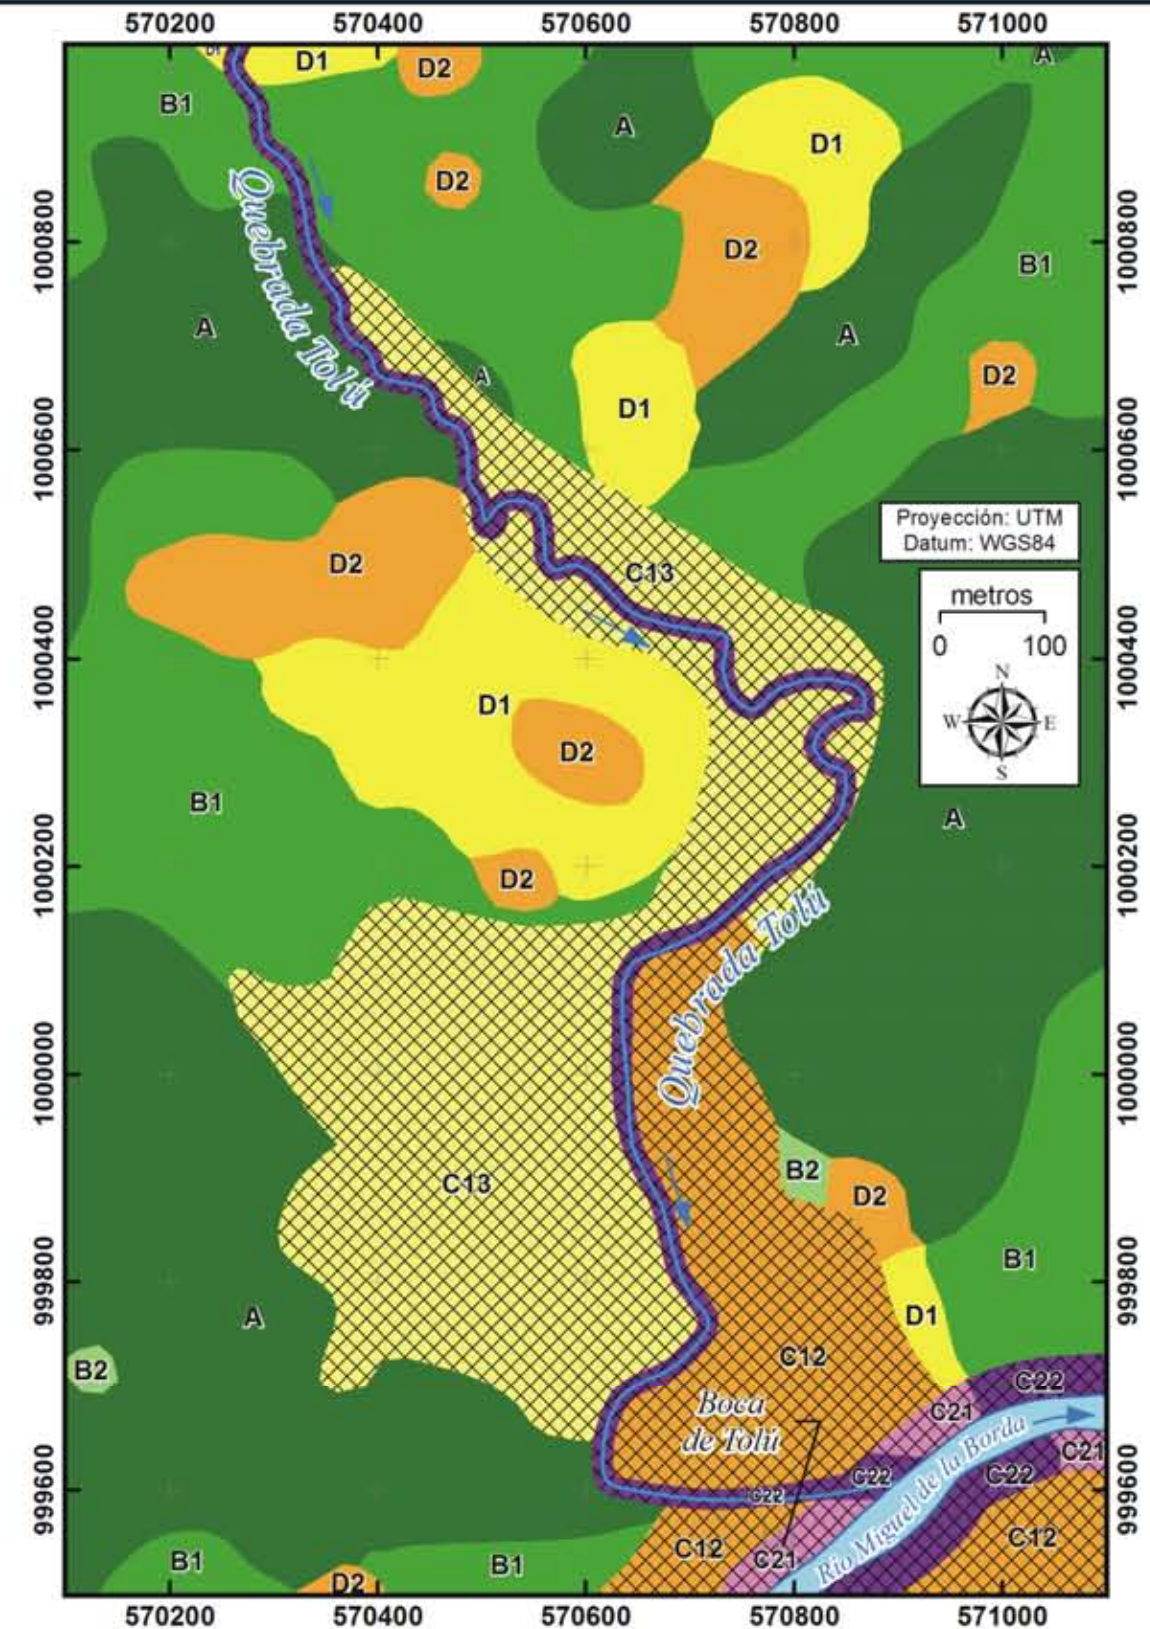 570200 570400 570600 570800 571000
D1
D1
D2
A
B1
A
D1
D2
Quebrada Tolú
1000800
1000800
D2
B1
A
A
A
D2
D1
1000600
1000600
Proyección: UTM
Datum: WGS84
D2
C13
metros
0 100
N
W E
S
1000400
1000400
D1
D2
B1
A
1000200
1000200
D2
Quebrada Tolú
1000000
1000000
C13
B2
D2
B1
999800
999800
A
D1
C12
B2
C22
Boca
de Tolú
C21
C21
C22
C22
C22
Río Miguel de la Borda
999600
999600
C12
C12
C21
B1
B1
D2
570200 570400 570600 570800 571000